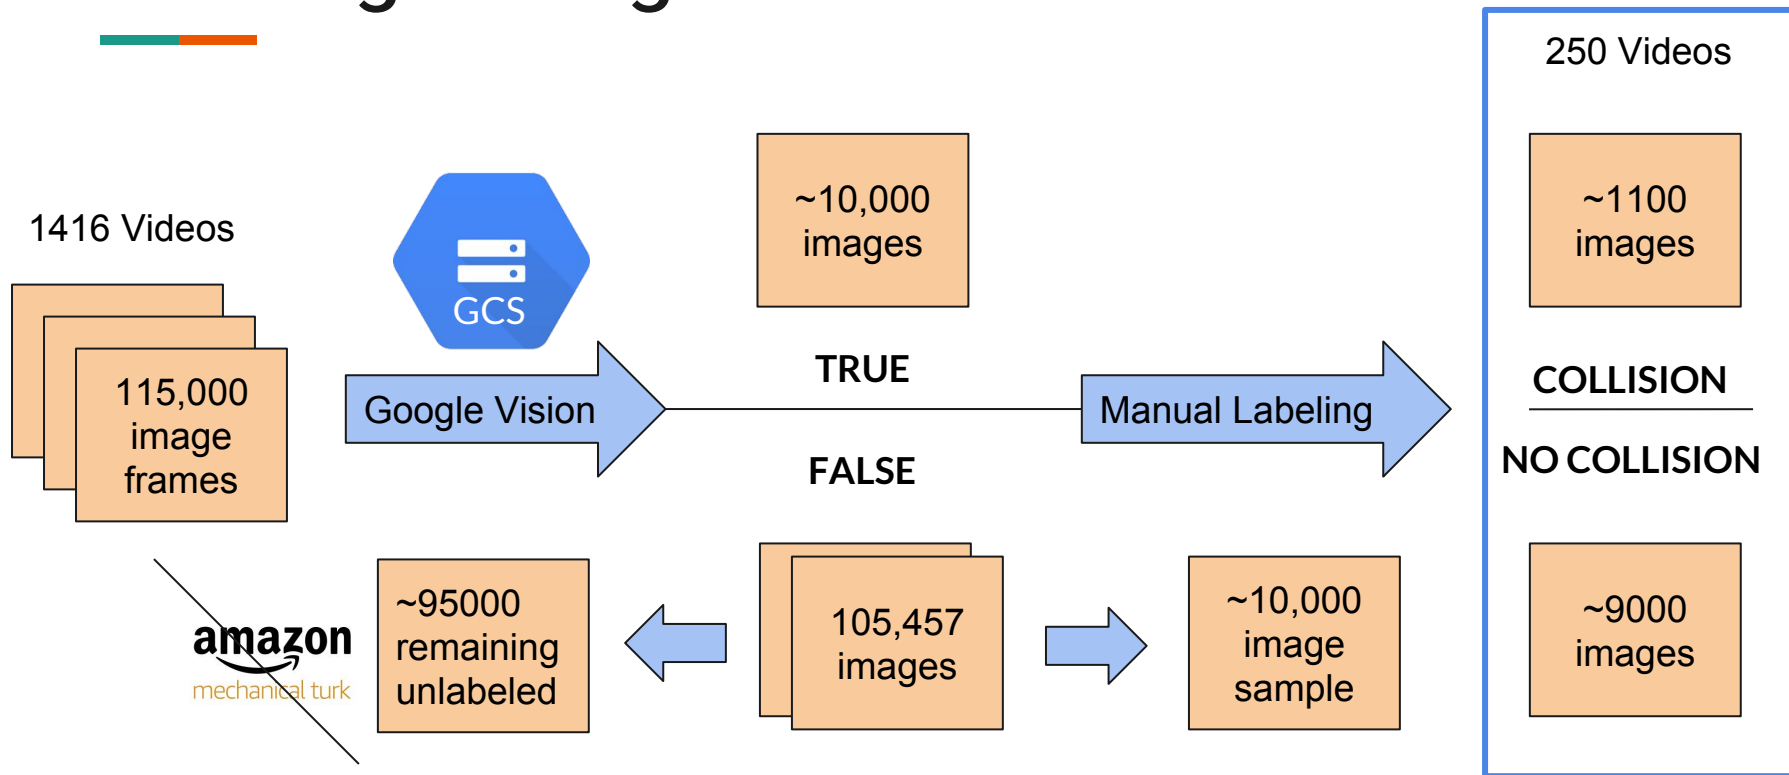 250 Videos
1416 Videos
115,000
image
frames
GCS
Google Vision
~10,000
images
TRUE
FALSE
Manual Labeling
~1100
images
COLLISION
NO COLLISION
~9000
images
amazon
mechanical turk
~95000
remaining
unlabeled
105,457
images
~10,000
image
sample